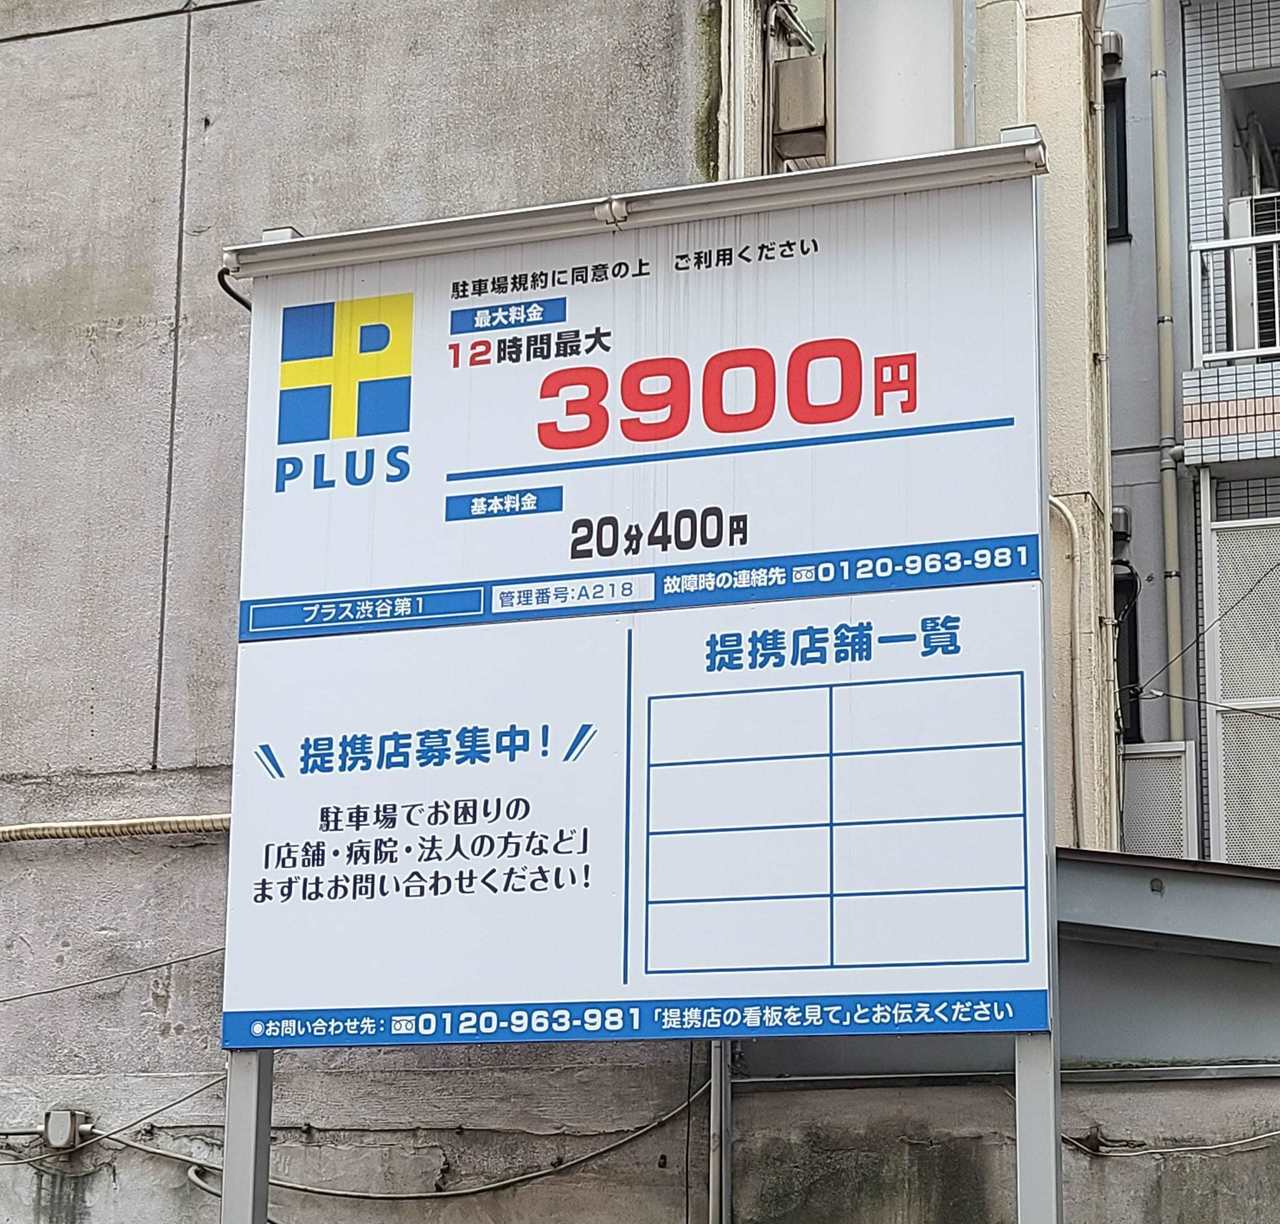 駐車場規約に同意の上　ご利用ください
最大料金
12時間最大
3900円
P
PLUS
基本料金
20分400円
プラス渋谷第1
管理番号:A218
故障時の連絡先 0120-963-981
提携店募集中!
駐車場でお困りの
「店舗・病院・法人の方など」
まずはお問い合わせください!
提携店舗一覧
◉お問い合わせ先: 0120-963-981 「提携店の看板を見て」とお伝えください